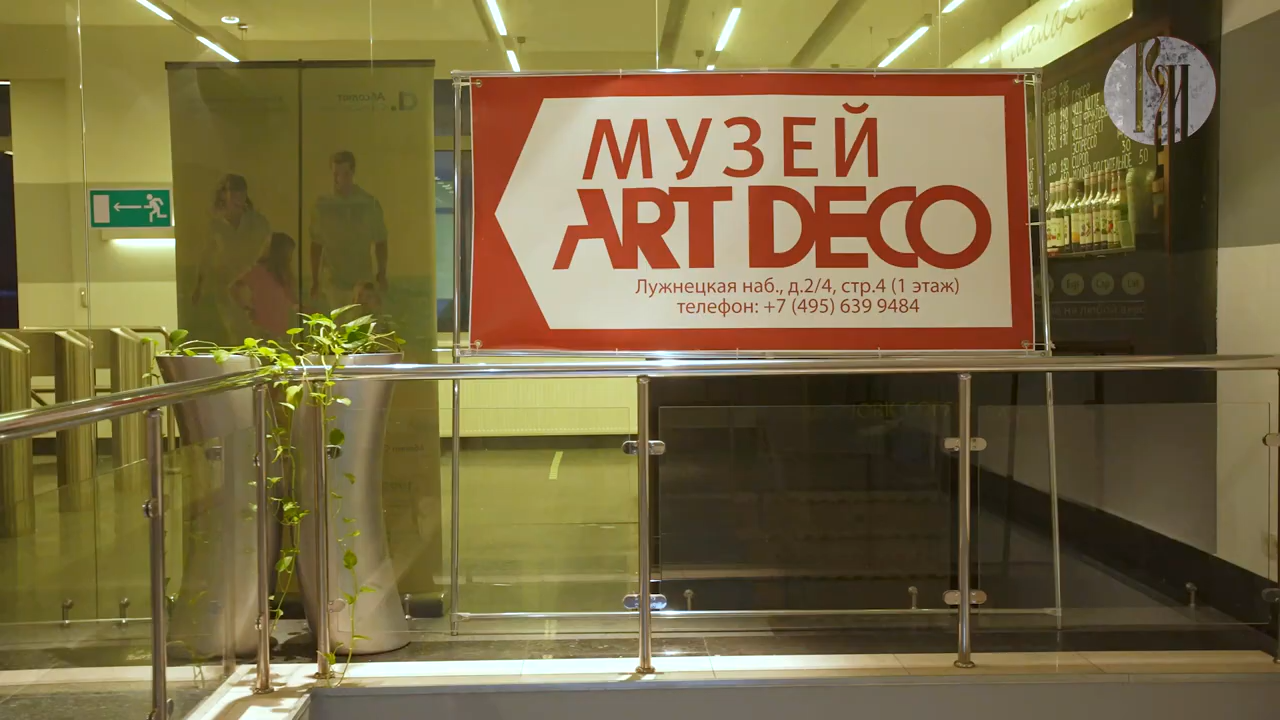 МУЗЕЙ
ART DECO
Лужнецкая наб., д.2/4, стр.4 (1 этаж)
телефон: +7 (495) 639 9484